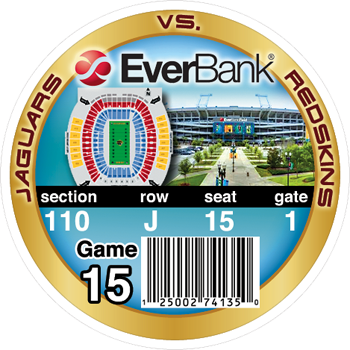 VS.
JAGUARS
REDSKINS
EverBank®
section row seat gate
110 J 15 1
Game
15
1 25002 74135 0